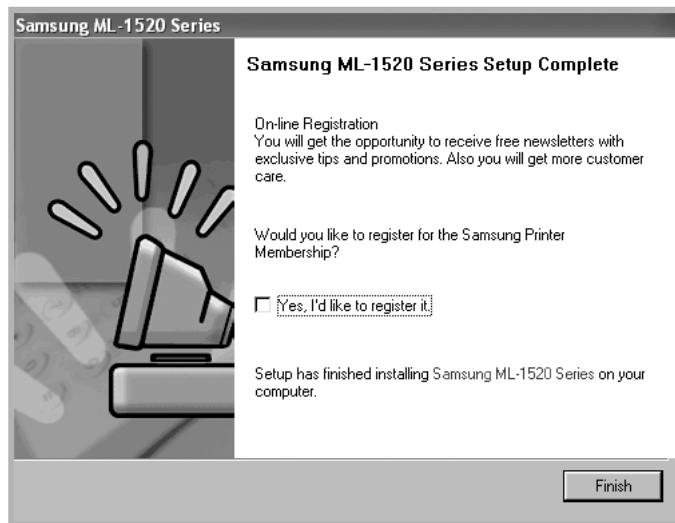 Samsung ML-1520 Series
Samsung ML-1520 Series Setup Complete
On-line Registration
You will get the opportunity to receive free newsletters with
exclusive tips and promotions. Also you will get more customer
care.
Would you like to register for the Samsung Printer
Membership?
Yes, I'd like to register it.
Setup has finished installing Samsung ML-1520 Series on your
computer.
Finish